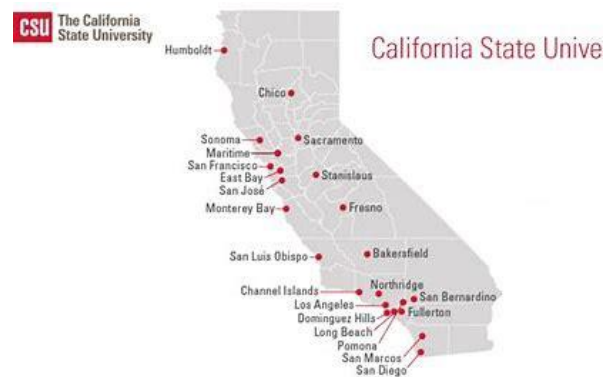 CSU The California
State University
California State Unive
Humboldt
Chico
Sonoma
Sacramento
Maritime
San Francisco
East Bay
Stanislaus
San José
Monterey Bay
Fresno
San Luis Obispo
Bakersfield
Channel Islands
Northridge
San Bernardino
Los Angeles
Dominguez Hills
Fullerton
Long Beach
Pomona
San Marcos
San Diego